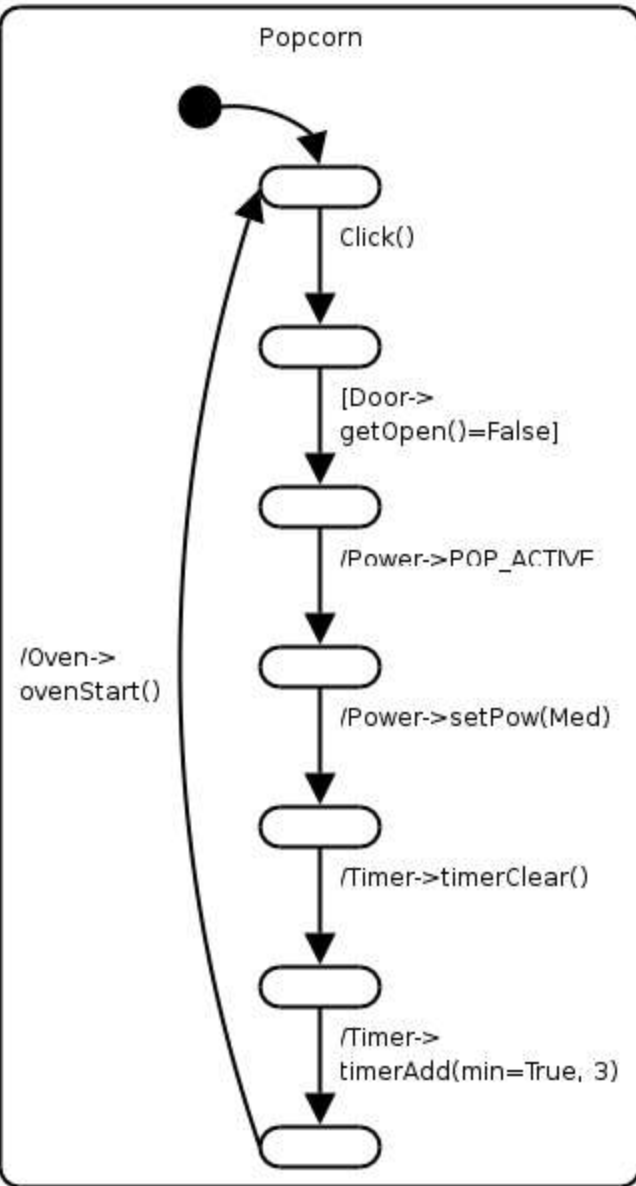 Popcorn
Click()
[Door->
getOpen()=False]
/Power->POP_ACTIVE
/Oven->
ovenStart()
/Power->setPow(Med)
/Timer->timerClear()
/Timer->
timerAdd(min=True, 3)